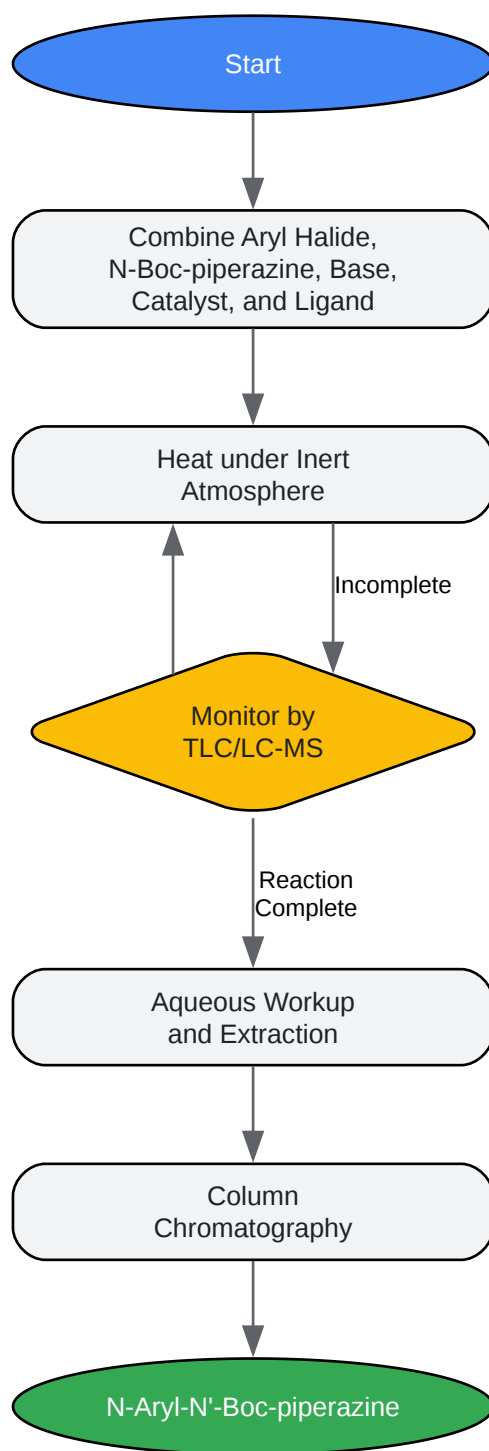 Start
Combine Aryl Halide,
N-Boc-piperazine, Base,
Catalyst, and Ligand
Heat under Inert
Atmosphere
Incomplete
Monitor by
TLC/LC-MS
Reaction
Complete
Aqueous Workup
and Extraction
Column
Chromatography
N-Aryl-N'-Boc-piperazine